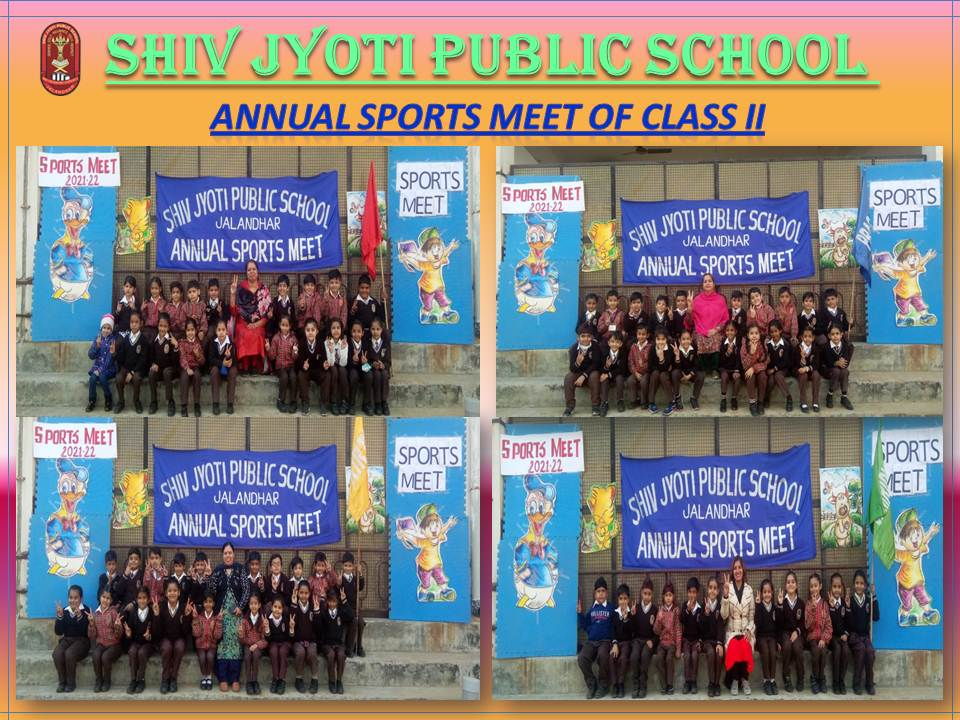 SHIV JYOTI PUBLIC SCHOOL
JALANDHAR
ANNUAL SPORTS MEET OF CLASS II
SPORTS MEET
2021-22
SHIV JYOTI PUBLIC SCHOOL
JALANDHAR
ANNUAL SPORTS MEET
SPORTS
MEET
SPORTS MEET
2021-22
SHIV JYOTI PUBLIC SCHOOL
JALANDHAR
ANNUAL SPORTS MEET
SPORTS
MEET
SPORTS MEET
2021-22
SHIV JYOTI PUBLIC SCHOOL
JALANDHAR
ANNUAL SPORTS MEET
SPORTS
MEET
SPORTS MEET
2021-22
SHIV JYOTI PUBLIC SCHOOL
JALANDHAR
ANNUAL SPORTS MEET
SPORTS
MEET
HOLLISTER